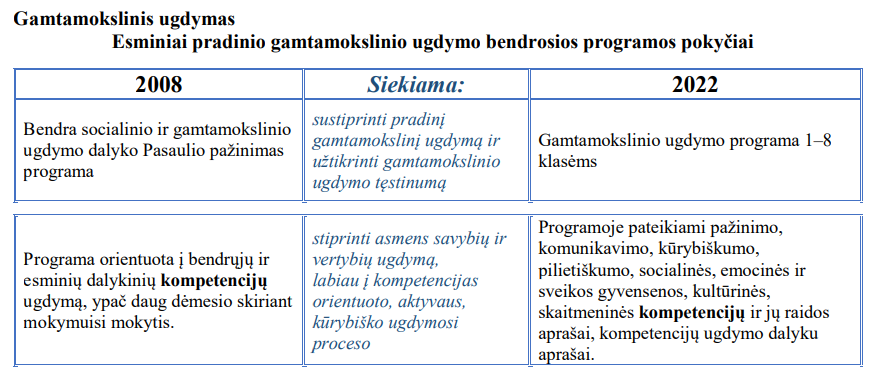 Gamtamokslinis ugdymas
Esminiai pradinio gamtamokslinio ugdymo bendrosios programos pokyčiai
2008
Siekiama:
2022
Bendra socialinio ir gamtamokslinio
ugdymo dalyko Pasaulio pažinimas
programa
sustiprinti pradinį
gamtamokslinį ugdymą ir
užtikrinti gamtamokslinio
ugdymo tęstinumą
Gamtamokslinio ugdymo programa 1–8
klasėms
Programa orientuota į bendrųjų ir
esminių dalykinių kompetencijų
ugdymą, ypač daug dėmesio skiriant
mokymuisi mokytis.
stiprinti asmens savybių ir
vertybių ugdymą,
labiau į kompetencijas
orientuoto, aktyvaus,
kūrybiško ugdymosi
proceso
Programoje pateikiami pažinimo,
komunikavimo, kūrybiškumo,
pilietiškumo, socialinės, emocinės ir
sveikos gyvensenos, kultūrinės,
skaitmeninės kompetencijų ir jų raidos
aprašai, kompetencijų ugdymo dalyku
aprašai.